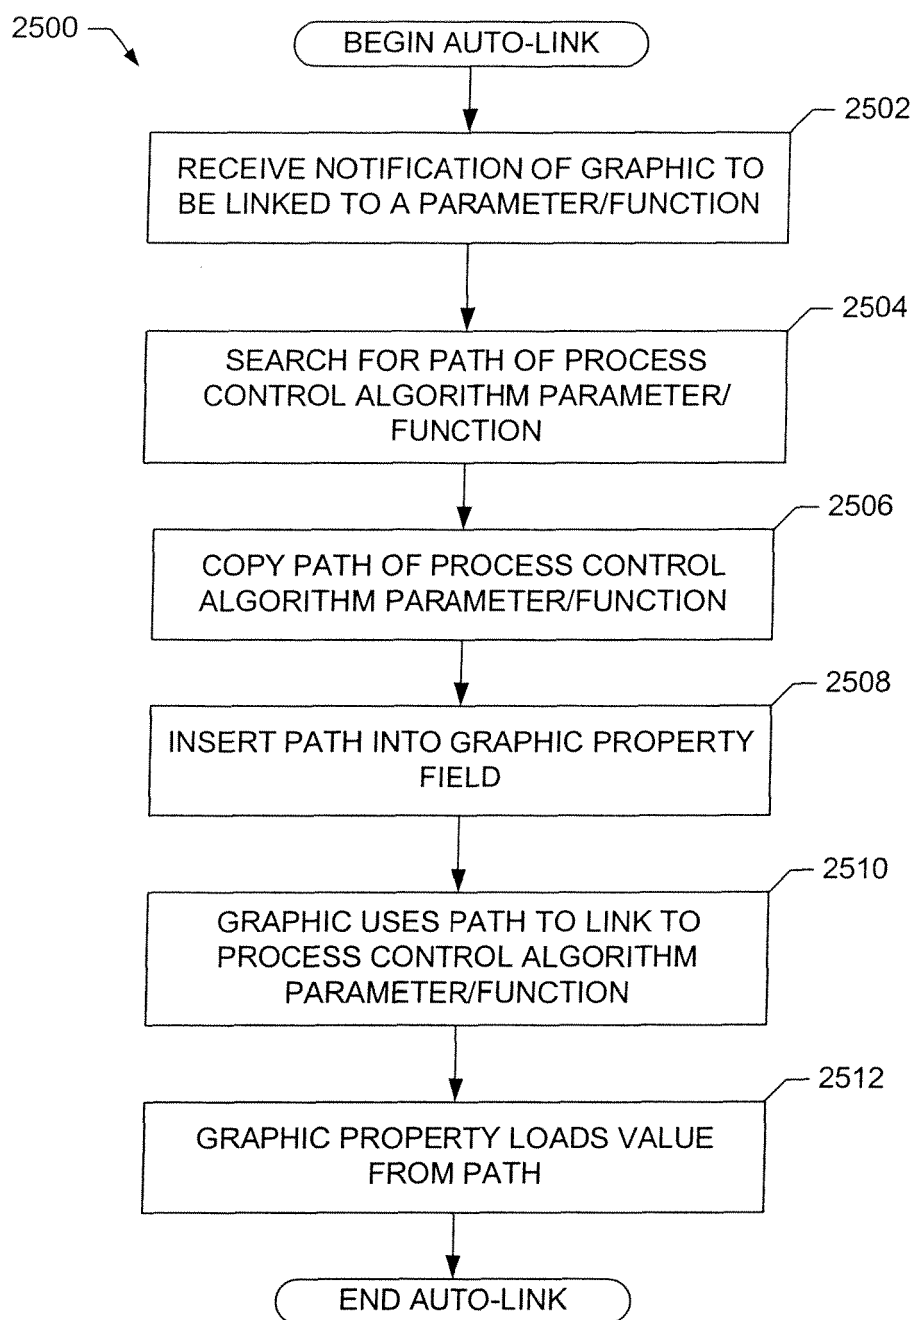 2500
BEGIN AUTO-LINK
2502
RECEIVE NOTIFICATION OF GRAPHIC TO
BE LINKED TO A PARAMETER/FUNCTION
2504
SEARCH FOR PATH OF PROCESS
CONTROL ALGORITHM PARAMETER/
FUNCTION
2506
COPY PATH OF PROCESS CONTROL
ALGORITHM PARAMETER/FUNCTION
2508
INSERT PATH INTO GRAPHIC PROPERTY
FIELD
2510
GRAPHIC USES PATH TO LINK TO
PROCESS CONTROL ALGORITHM
PARAMETER/FUNCTION
2512
GRAPHIC PROPERTY LOADS VALUE
FROM PATH
END AUTO-LINK